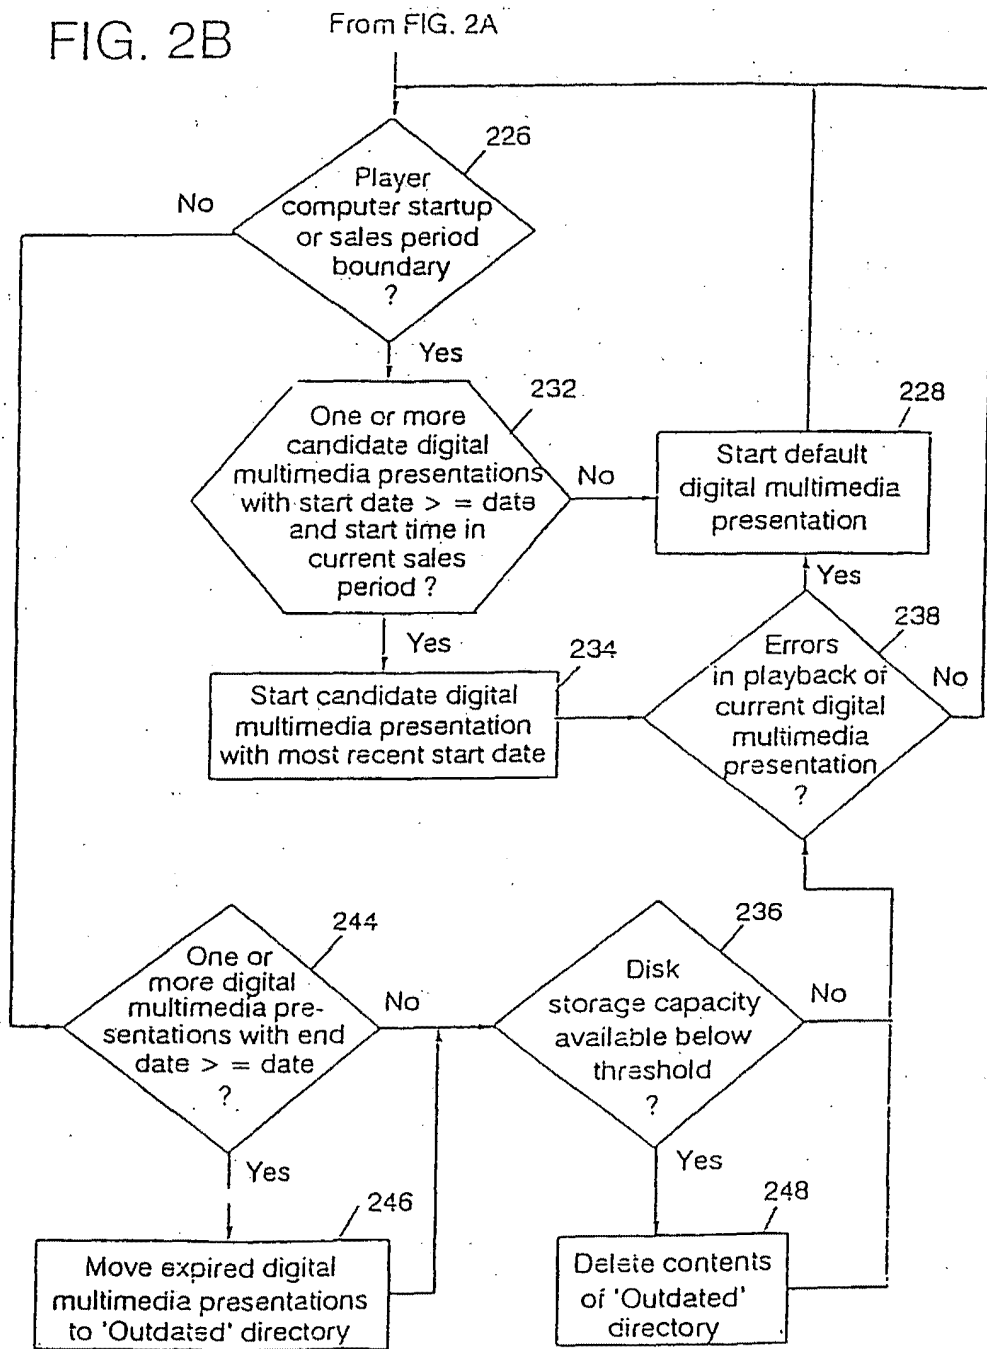 FIG. 2B
From FIG. 2A
226
Player
computer startup
or sales period
boundary
?
No
Yes
232
One or more
candidate digital
multimedia presentations
with start date > = date
and start time in
current sales
period ?
No
Yes
228
Start default
digital multimedia
presentation
Yes
234
Start candidate digital
multimedia presentation
with most recent start date
238
Errors
in playback of
current digital
multimedia
presentation
?
No
244
One or
more digital
multimedia pre-
sentations with end
date > = date
?
No
Yes
236
Disk
storage capacity
available below
threshold
?
No
Yes
246
Move expired digital
multimedia presentations
to 'Outdated' directory
248
Delete contents
of 'Outdated'
directory